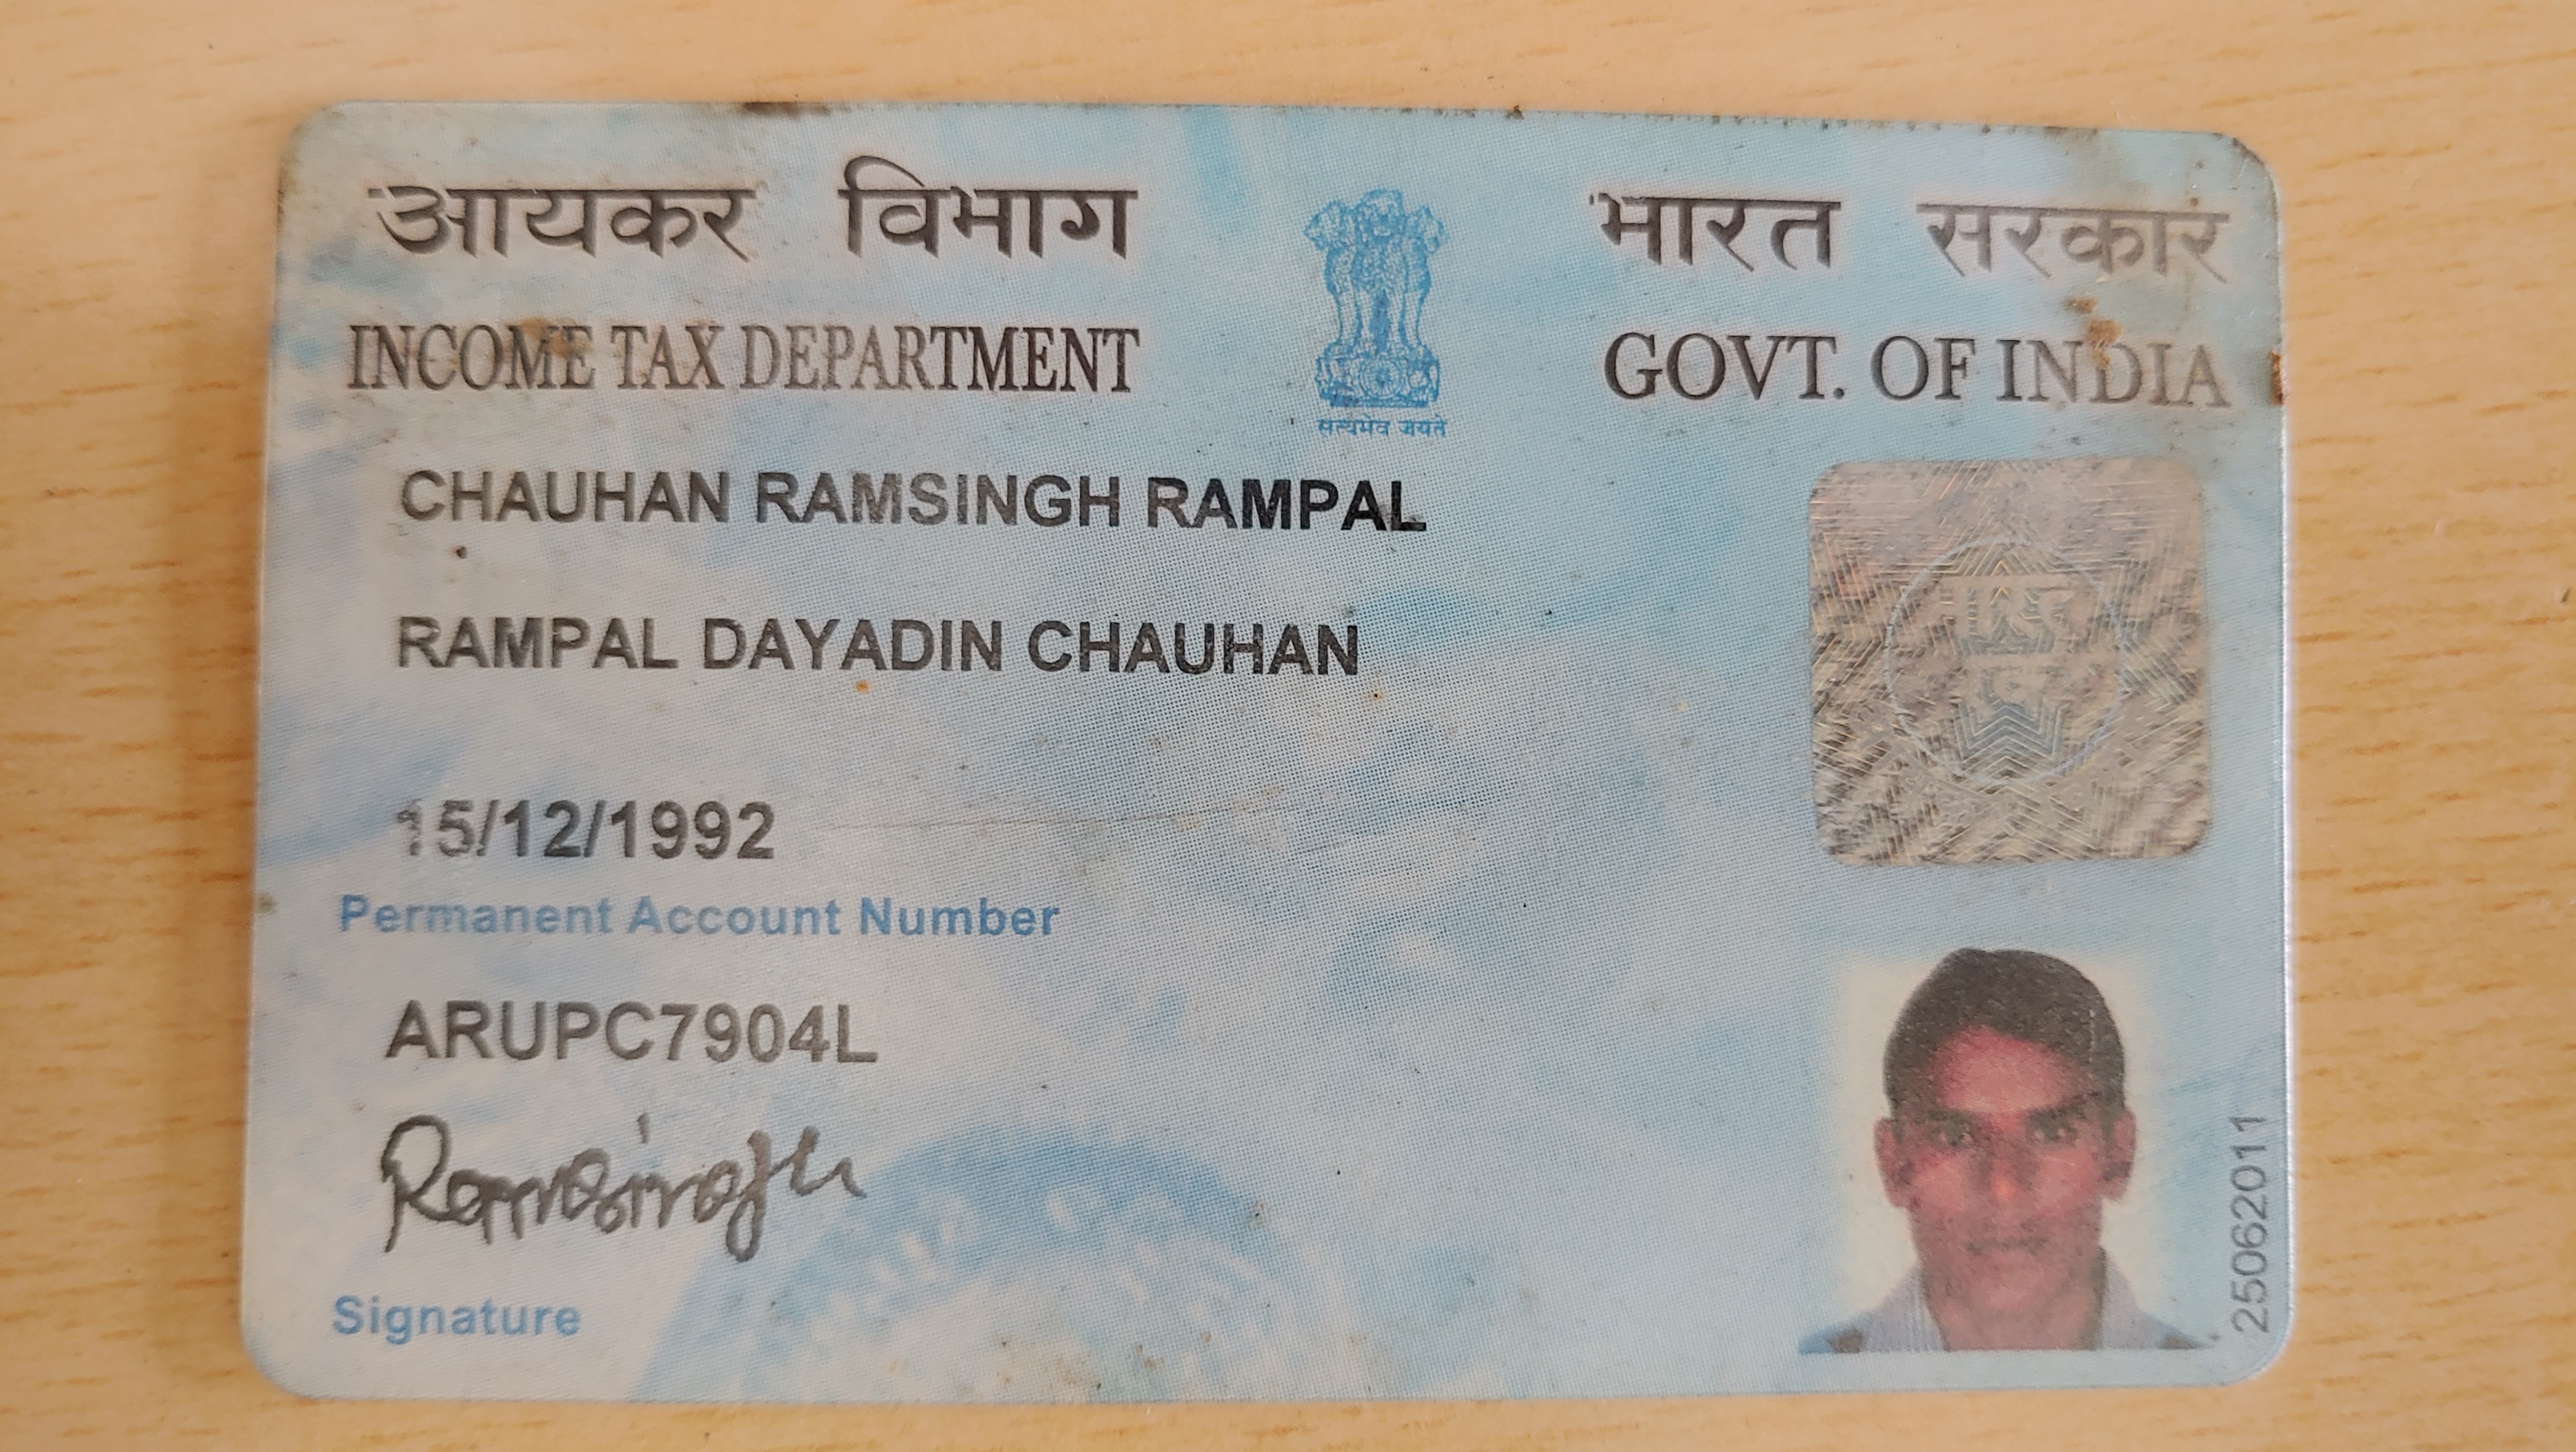 आयकर विभाग
INCOME TAX DEPARTMENT
सत्यमेव जयते
भारत सरकार
GOVT. OF INDIA
CHAUHAN RAMSINGH RAMPAL
RAMPAL DAYADIN CHAUHAN
15/12/1992
Permanent Account Number
ARUPC7904L
Ramsingh
Signature
25062011